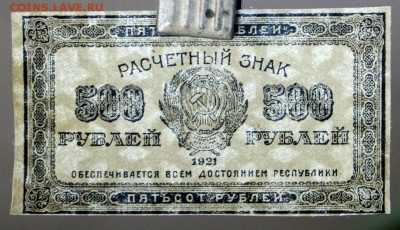 COINS.LAVE.RU
ПЯТЬСОТ РУБЛЕЙ
РАСЧЕТНЫЙ ЗНАК
500 500
РУБЛЕЙ РУБЛЕЙ
1921
ОБЕСПЕЧИВАЕТСЯ ВСЕМ ДОСТОЯНИЕМ РЕСПУБЛИКИ
ПЯТЬСОТ РУБЛЕЙ